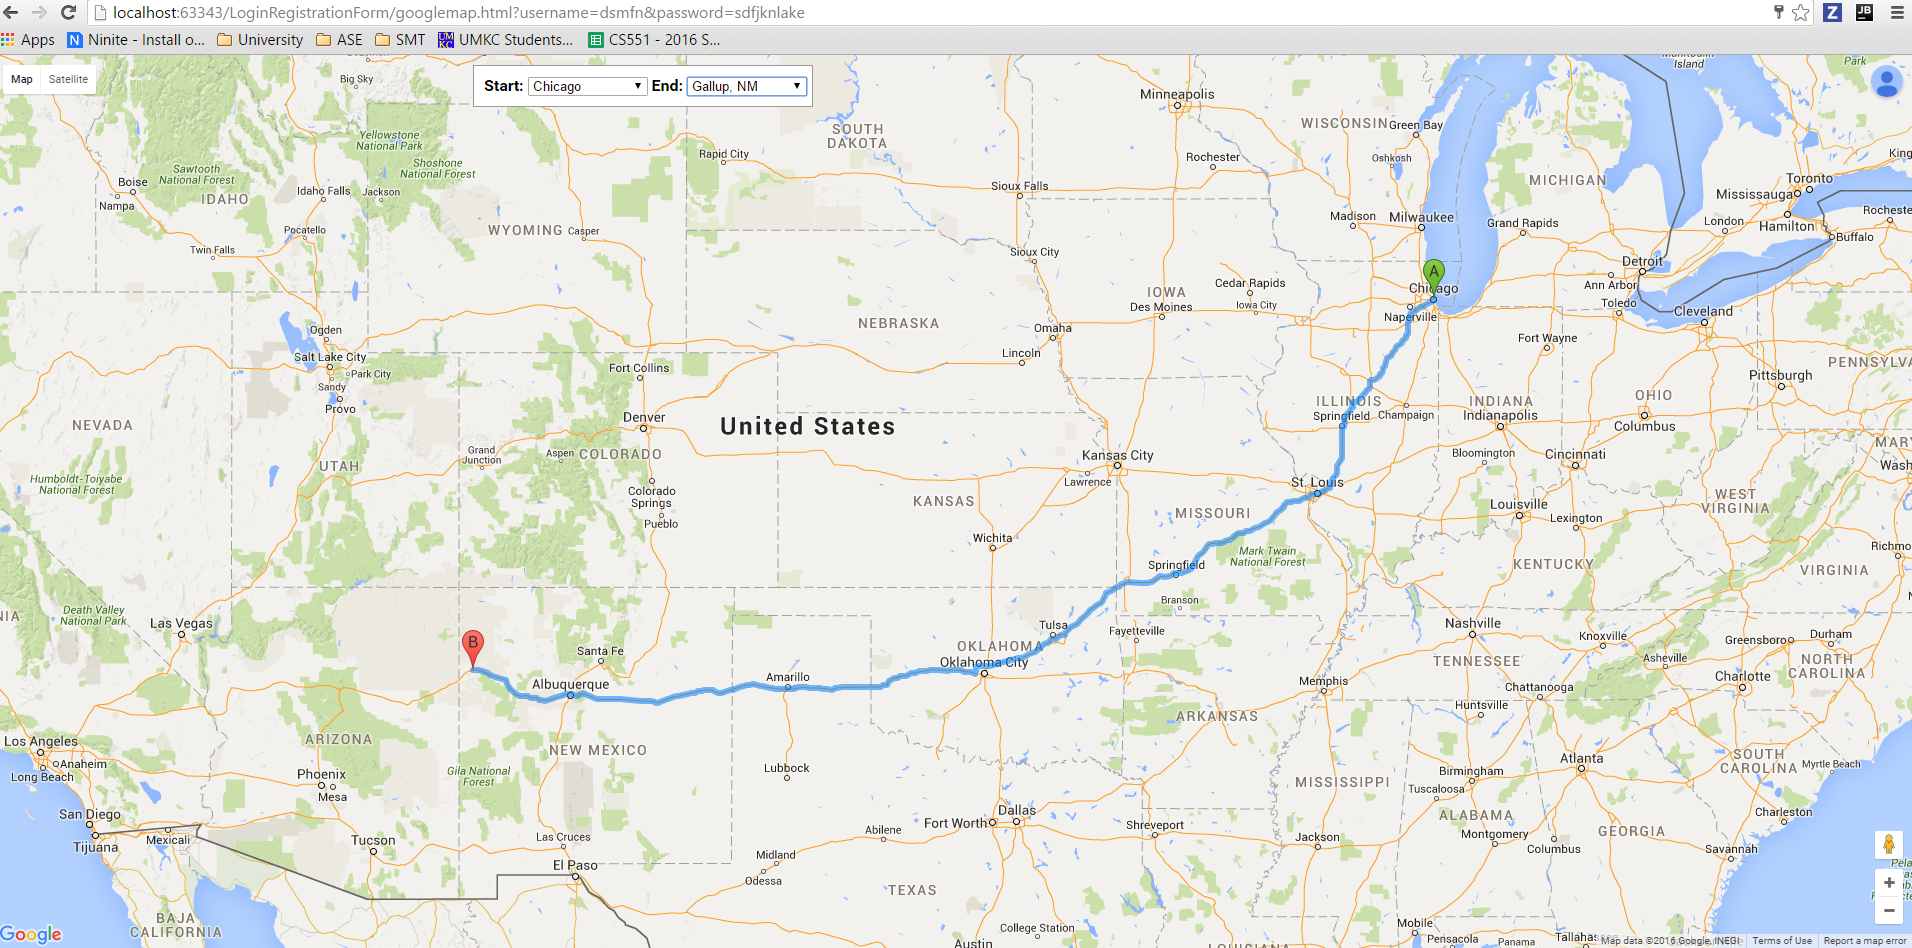 localhost:63343/LoginRegistrationForm/googlemap.html?username=dsmfn&password=sdfjknlake
Apps Ninite - Install o... University ASE SMT UMKC Students... CS551 - 2016 S...
Map Satellite
Start: Chicago End: Gallup, NM
United States
Manitoulin Island
Park
Big Sky
Minneapolis
WISCONSIN
Green Bay
SOUTH DAKOTA
Yellowstone National Park
Shoshone National Forest
Sawtooth National Forest
Rapid City
Rochester
Oshkosh
King
Boise
Nampa
IDAHO
Idaho Falls
Jackson
Sioux Falls
MICHIGAN
Toronto
Mississauga
Madison
Milwaukee
Grand Rapids
London
Hamilton
Rocheste
Buffalo
Pocatello
Twin Falls
WYOMING
Casper
Sioux City
Detroit
Ann Arbor
Toledo
Cedar Rapids
Iowa City
IOWA
Des Moines
Chicago
A
Naperville
Cleveland
NEBRASKA
Omaha
Lincoln
Fort Wayne
Ogden
Salt Lake City
Park City
Sandy
Provo
Fort Collins
PENNSYLVA
Pittsburgh
ILLINOIS
Springfield
Champaign
INDIANA
Indianapolis
OHIO
Columbus
Denver
NEVADA
MARY
Wash
Grand Junction
Aspen
COLORADO
UTAH
Kansas City
Lawrence
Bloomington
Cincinnati
Humboldt-Toiyabe National Forest
Colorado Springs
Pueblo
KANSAS
St. Louis
MISSOURI
Louisville
Lexington
WEST VIRGINIA
Wichita
Mark Twain National Forest
Springfield
KENTUCKY
Richmo
VIRGINIA
Branson
Death Valley National Park
NIA
Las Vegas
Tulsa
Fayetteville
Nashville
Knoxville
Greensboro
Durham
B
Santa Fe
OKLAHOMA
Oklahoma City
TENNESSEE
Asheville
NORTH CAROLINA
Albuquerque
Amarillo
Memphis
Chattanooga
Charlotte
Huntsville
ARKANSAS
Los Angeles
Anaheim
Long Beach
ARIZONA
NEW MEXICO
Gila National Forest
Phoenix
Mesa
Lubbock
MISSISSIPPI
Birmingham
Tuscaloosa
Atlanta
SOUTH CAROLINA
Myrtle Beach
San Diego
Tijuana
Mexicali
Tucson
Las Cruces
El Paso
Abilene
Fort Worth
Dallas
Shreveport
Jackson
ALABAMA
Montgomery
Columbus
GEORGIA
Charleston
Savannah
Midland
Odessa
TEXAS
BAJA CALIFORNIA
College Station
Austin
LOUISIANA
Mobile
Pensacola
Panama
Tallahas
Google
Map data ©2016 Google, INEGI Terms of Use Report a map error